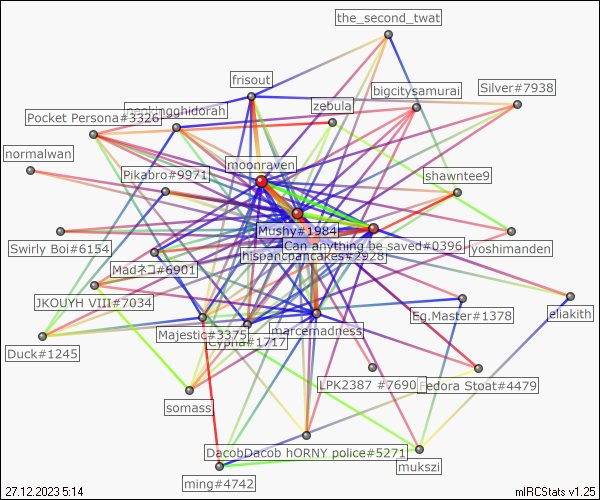 the_second_twat
frisout
Silver#7938
bigcitysamurai
zebula
neokingghidorah
Pocket Persona#3326
normalwan
moonraven
Pikabro#9971
shawntee9
Mushy#1984
Can anything be saved#0396
Swirly Boi#6154
yoshimanden
hispancpancakes#2928
Madネコ#6901
JKOUYH VIII#7034
eliakith
Eg.Master#1378
marcemadness
Majestic#3375
Cypha#1717
Duck#1245
LPK2387 #7690
Fedora Stoat#4479
somass
DacobDacob hORNY police#5271
mukszi
ming#4742
27.12.2023 5:14
mIRCStats v1.25